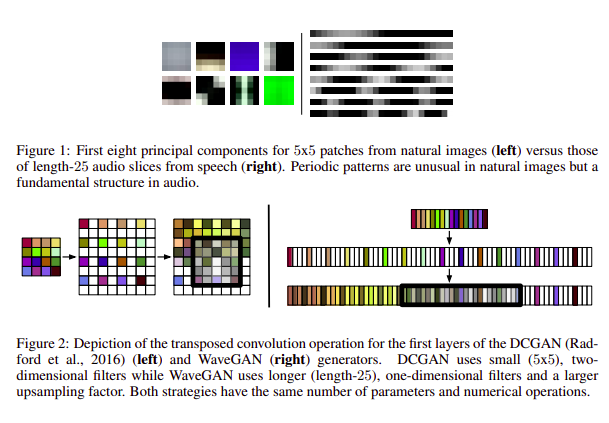 Figure 1: First eight principal components for 5x5 patches from natural images (left) versus those
of length-25 audio slices from speech (right). Periodic patterns are unusual in natural images but a
fundamental structure in audio.
Figure 2: Depiction of the transposed convolution operation for the first layers of the DCGAN (Rad-
ford et al., 2016) (left) and WaveGAN (right) generators. DCGAN uses small (5x5), two-
dimensional filters while WaveGAN uses longer (length-25), one-dimensional filters and a larger
upsampling factor. Both strategies have the same number of parameters and numerical operations.